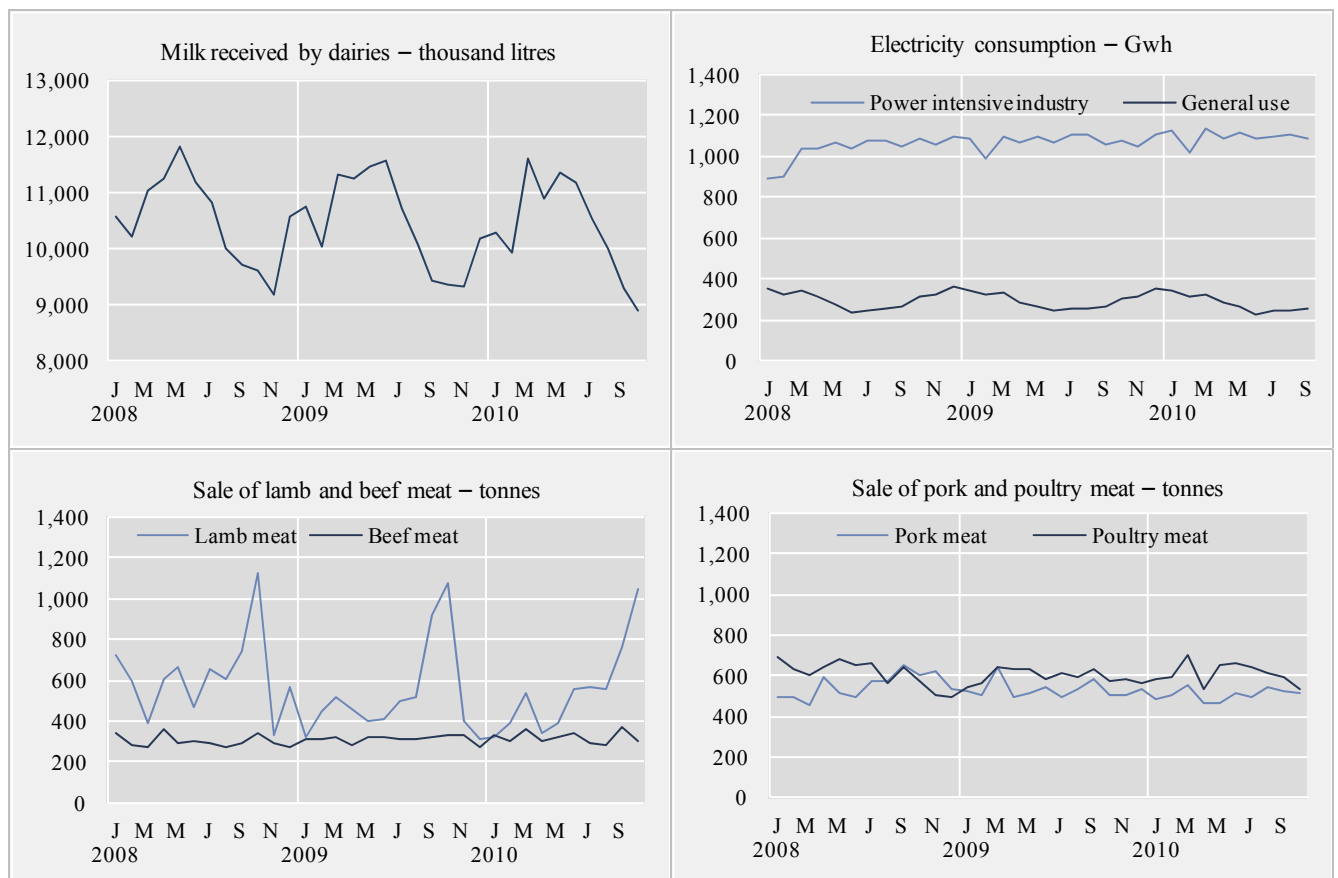 Milk received by dairies – thousand litres
13,000
12,000
11,000
10,000
9,000
8,000
J M M J S N J M M J S N J M M J S
2008 2009 2010
Electricity consumption – Gwh
1,400
1,200
1,000
800
600
400
200
0
Power intensive industry General use
J M M J S N J M M J S N J M M J S
2008 2009 2010
Sale of lamb and beef meat – tonnes
1,400
1,200
1,000
800
600
400
200
0
Lamb meat Beef meat
J M M J S N J M M J S N J M M J S
2008 2009 2010
Sale of pork and poultry meat – tonnes
1,400
1,200
1,000
800
600
400
200
0
Pork meat Poultry meat
J M M J S N J M M J S N J M M J S
2008 2009 2010